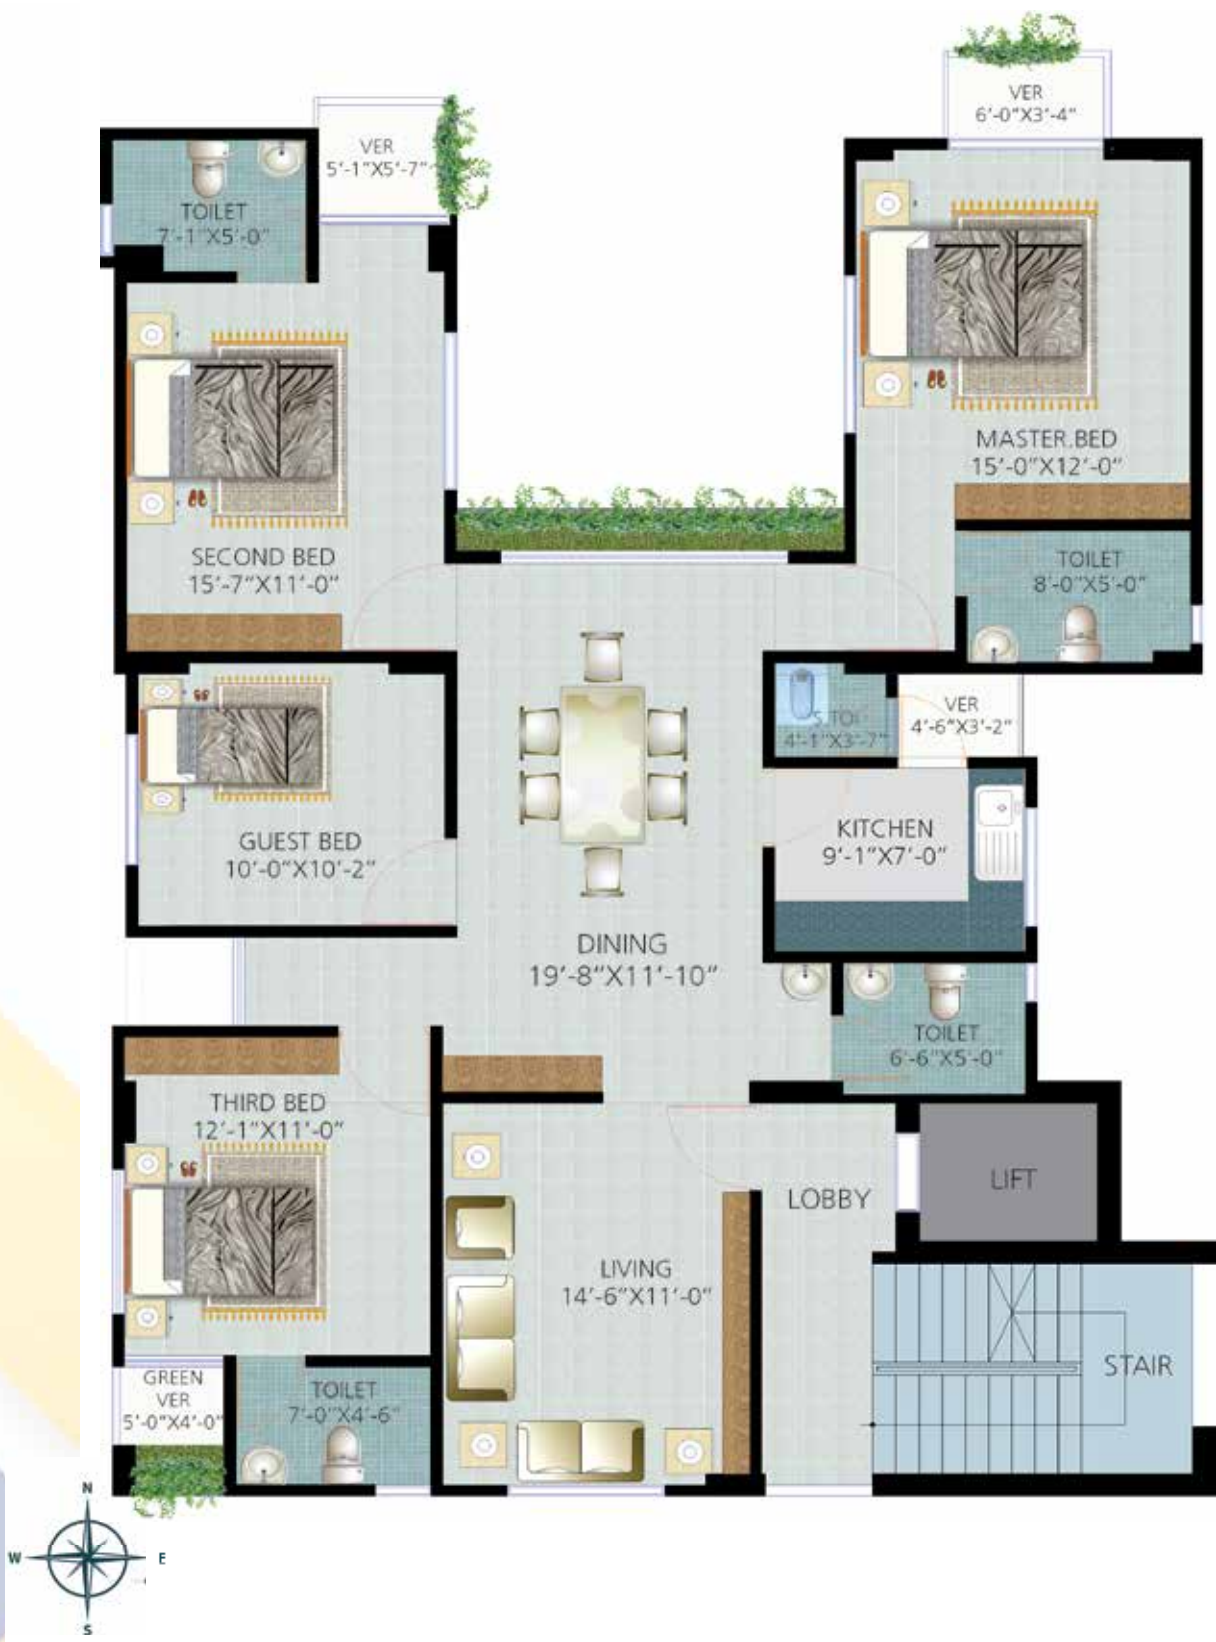 VER
6'-0"X3'-4"
VER
5'-1"X5'-7"
TOILET
7'-1"X5'-0"
MASTER.BED
15'-0"X12'-0"
SECOND BED
15'-7"X11'-0"
TOILET
8'-0"X5'-0"
S.TOI
4'-1"X3'-7"
VER
4'-6"X3'-2"
GUEST BED
10'-0"X10'-2"
KITCHEN
9'-1"X7'-0"
DINING
19'-8"X11'-10"
TOILET
6'-6"X5'-0"
THIRD BED
12'-1"X11'-0"
LOBBY
LIFT
LIVING
14'-6"X11'-0"
STAIR
GREEN
VER
5'-0"X4'-0"
TOILET
7'-0"X4'-6"
N
W E
S